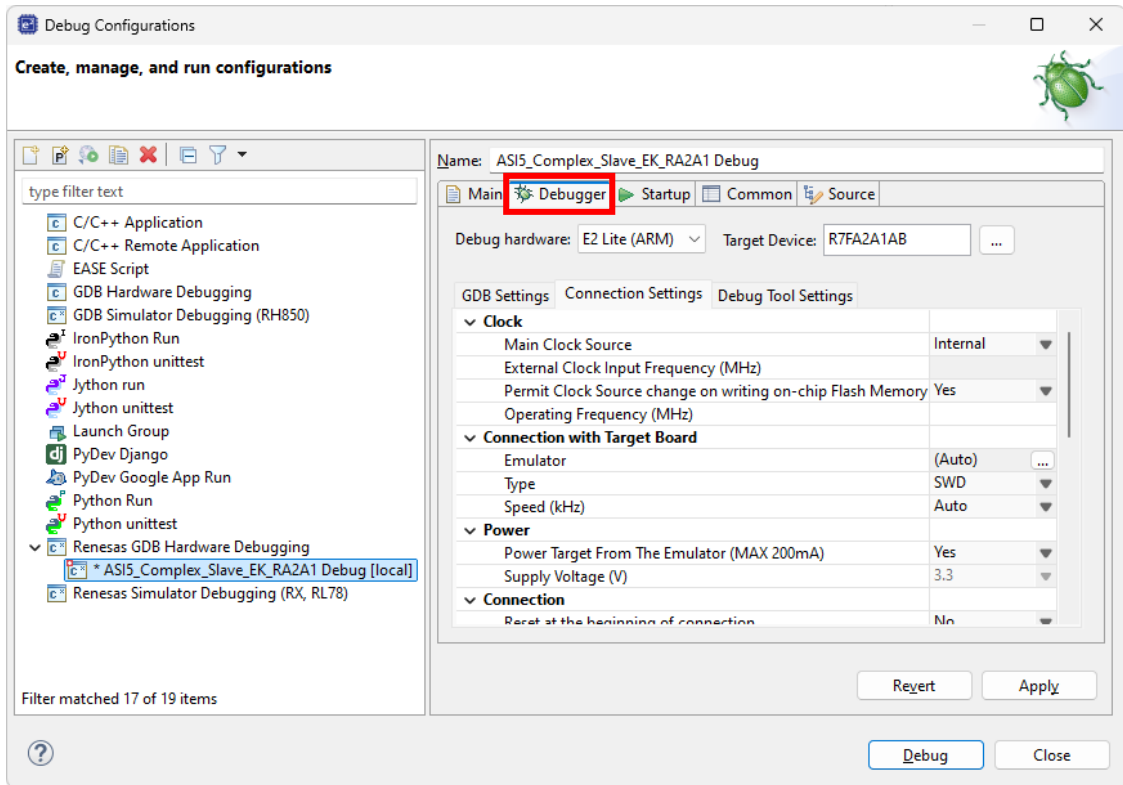 Debug Configurations
Create, manage, and run configurations
type filter text
C/C++ Application
C/C++ Remote Application
EASE Script
GDB Hardware Debugging
GDB Simulator Debugging (RH850)
IronPython Run
IronPython unittest
Jython run
Jython unittest
Launch Group
PyDev Django
PyDev Google App Run
Python Run
Python unittest
Renesas GDB Hardware Debugging
* ASI5_Complex_Slave_EK_RA2A1 Debug [local]
Renesas Simulator Debugging (RX, RL78)
Filter matched 17 of 19 items
Name: ASI5_Complex_Slave_EK_RA2A1 Debug
Main Debugger Startup Common Source
Debug hardware: E2 Lite (ARM) Target Device: R7FA2A1AB ...
GDB Settings Connection Settings Debug Tool Settings
Clock
Main Clock Source Internal
External Clock Input Frequency (MHz)
Permit Clock Source change on writing on-chip Flash Memory Yes
Operating Frequency (MHz)
Connection with Target Board
Emulator (Auto) ...
Type SWD
Speed (kHz) Auto
Power
Power Target From The Emulator (MAX 200mA) Yes
Supply Voltage (V) 3.3
Connection
Reset at the beginning of connection No
Revert Apply
Debug Close